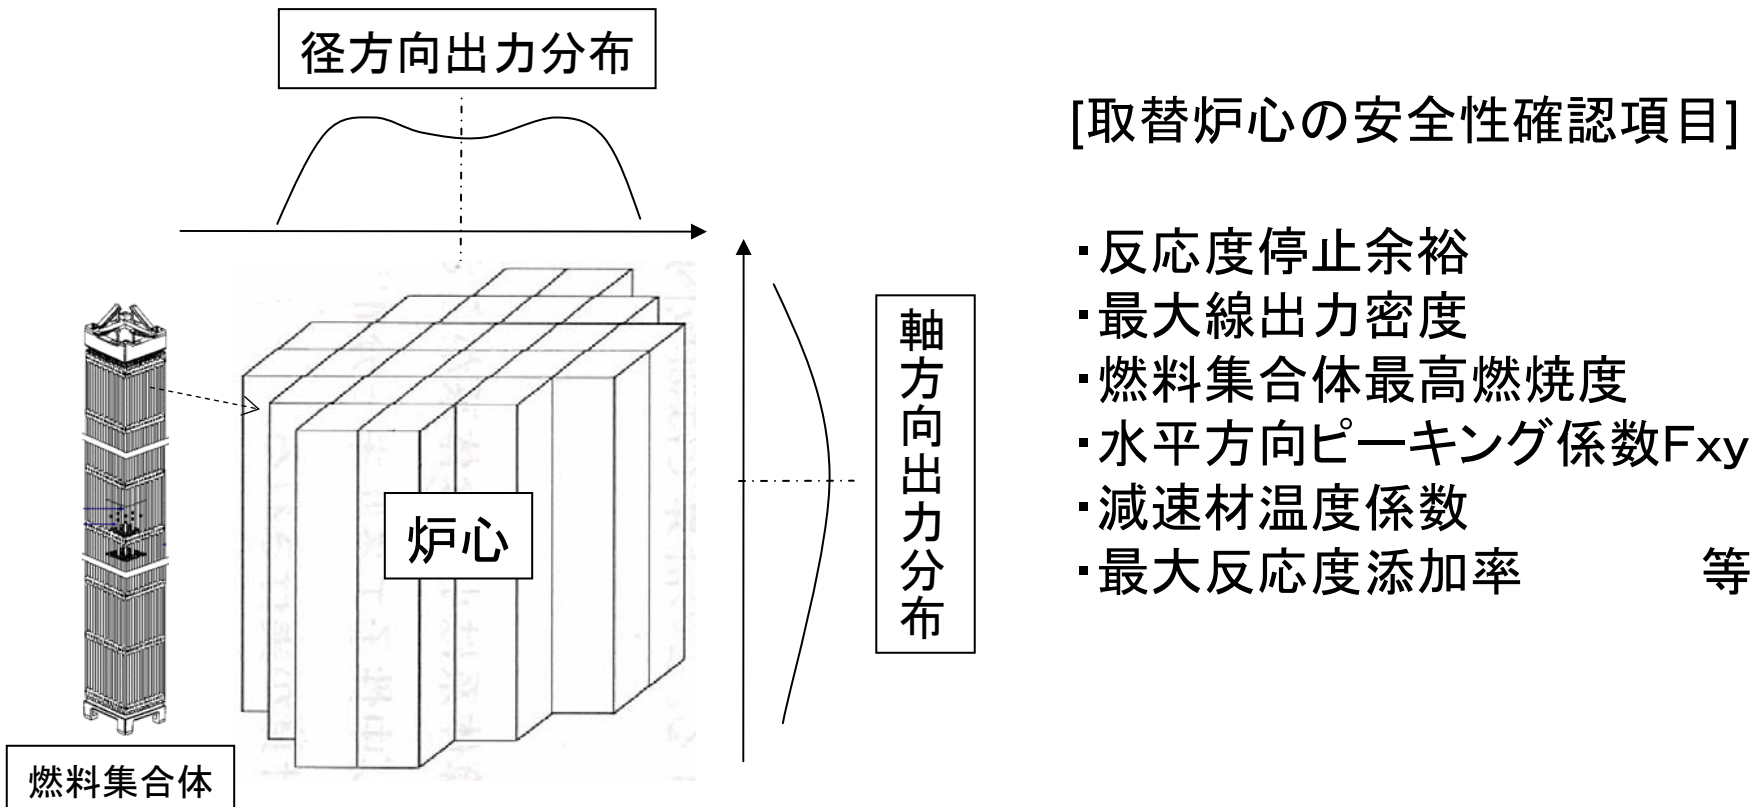 径方向出力分布
[取替炉心の安全性確認項目]
・反応度停止余裕
・最大線出力密度
・燃料集合体最高燃焼度
・水平方向ピーキング係数Fxy
・減速材温度係数
・最大反応度添加率 等
軸方向出力分布
炉心
燃料集合体